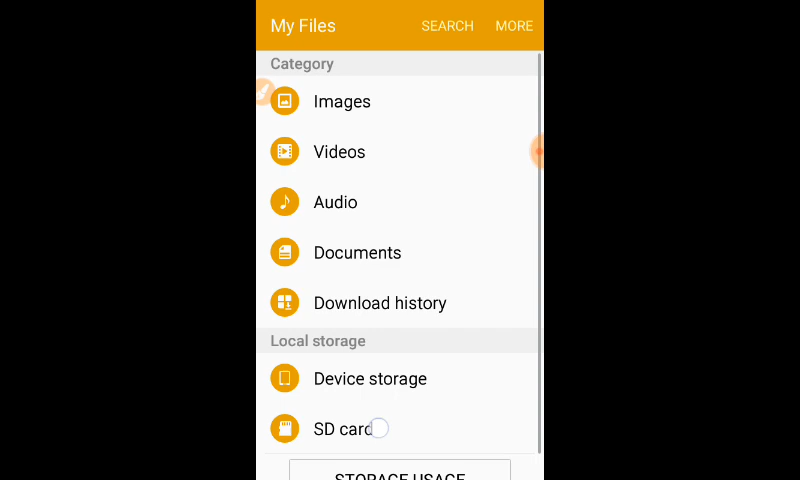 My Files
SEARCH
MORE
Category
Images
Videos
Audio
Documents
Download history
Local storage
Device storage
SD card
STORAGE USAGE